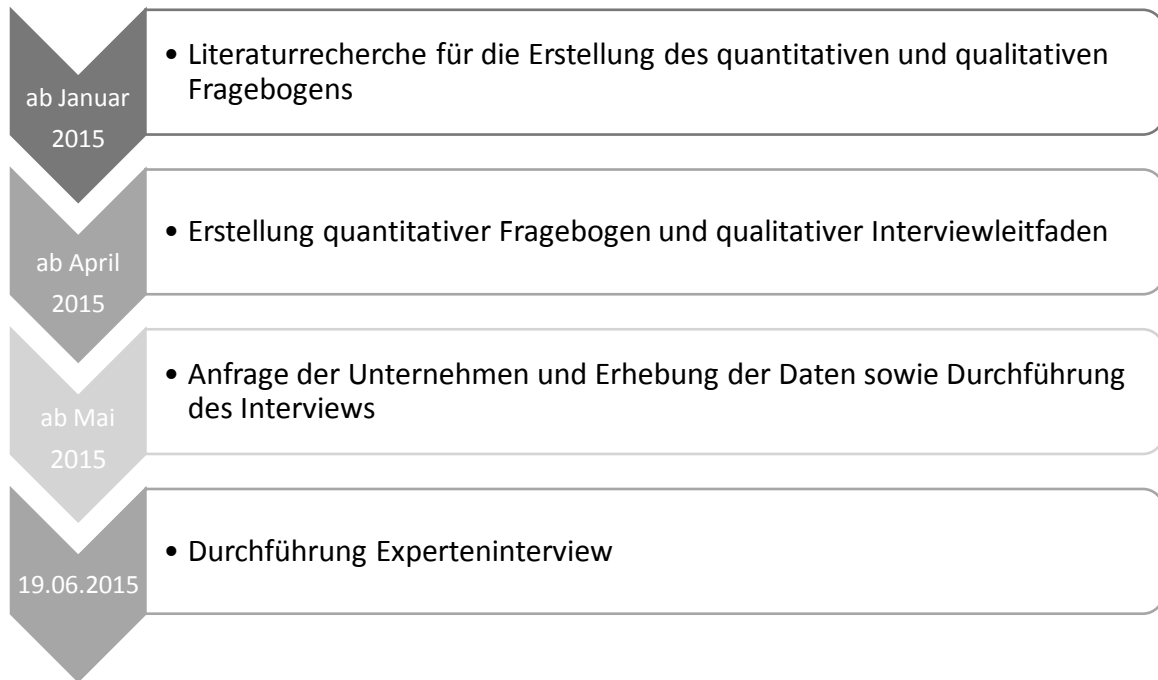 ab Januar
2015
• Literaturrecherche für die Erstellung des quantitativen und qualitativen
Fragebogens
ab April
2015
• Erstellung quantitativer Fragebogen und qualitativer Interviewleitfaden
ab Mai
2015
• Anfrage der Unternehmen und Erhebung der Daten sowie Durchführung
des Interviews
19.06.2015
• Durchführung Experteninterview